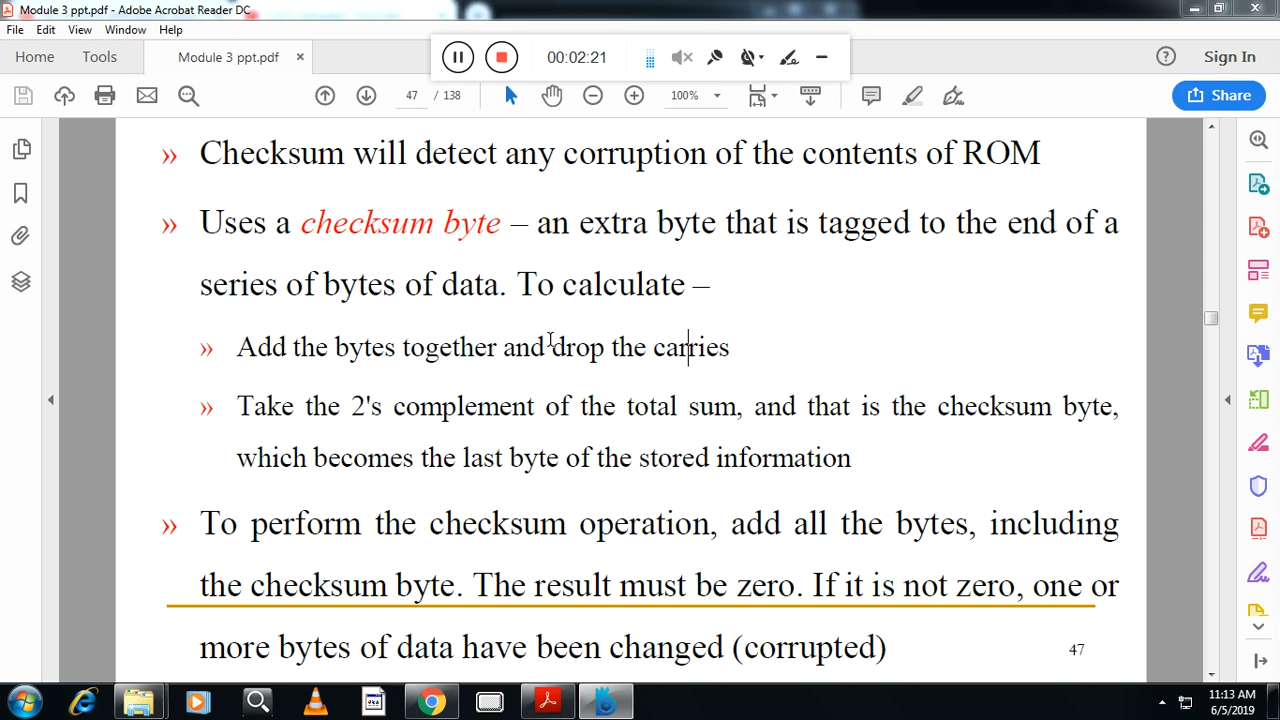 Module 3 ppt.pdf - Adobe Acrobat Reader DC
File Edit View Window Help
Home Tools Module 3 ppt.pdf × 00:02:21 Sign In
47 / 138 100% Share
» Checksum will detect any corruption of the contents of ROM
» Uses a checksum byte – an extra byte that is tagged to the end of a
series of bytes of data. To calculate –
» Add the bytes together and drop the carries
» Take the 2's complement of the total sum, and that is the checksum byte,
which becomes the last byte of the stored information
» To perform the checksum operation, add all the bytes, including
the checksum byte. The result must be zero. If it is not zero, one or
more bytes of data have been changed (corrupted)
47
11:13 AM
6/5/2019